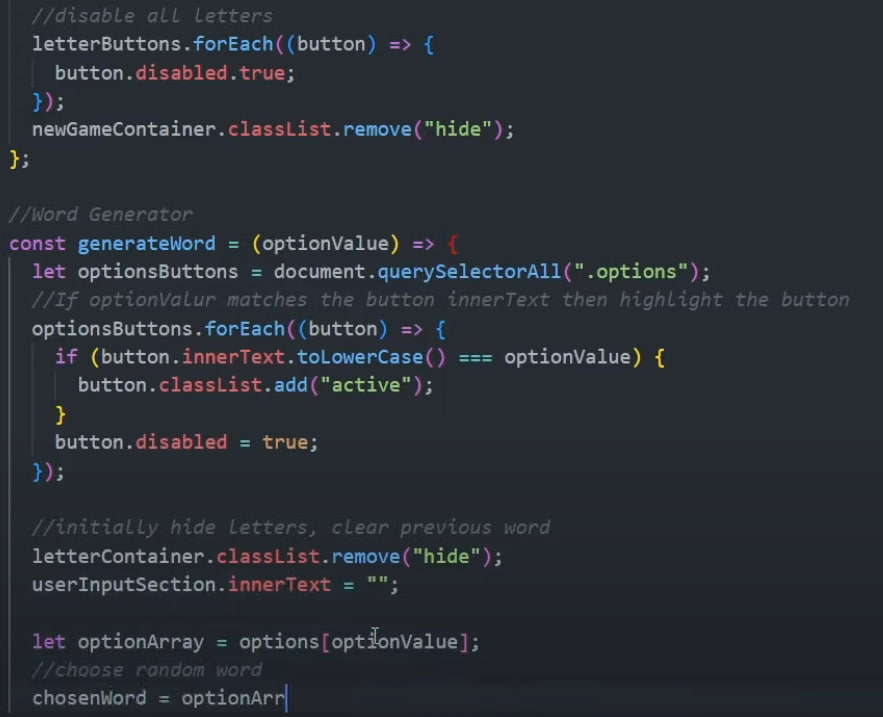 //disable all letters
letterButtons.forEach((button) => {
button.disabled.true;
});
newGameContainer.classList.remove("hide");
};
//Word Generator
const generateWord = (optionValue) => {
let optionsButtons = document.querySelectorAll(".options");
//If optionValur matches the button innerText then highlight the button
optionsButtons.forEach((button) => {
if (button.innerText.toLowerCase() === optionValue) {
button.classList.add("active");
}
button.disabled = true;
});
//initially hide letters, clear previous word
letterContainer.classList.remove("hide");
userInputSection.innerText = "";
let optionArray = options[optionValue];
//choose random word
chosenWord = optionArr